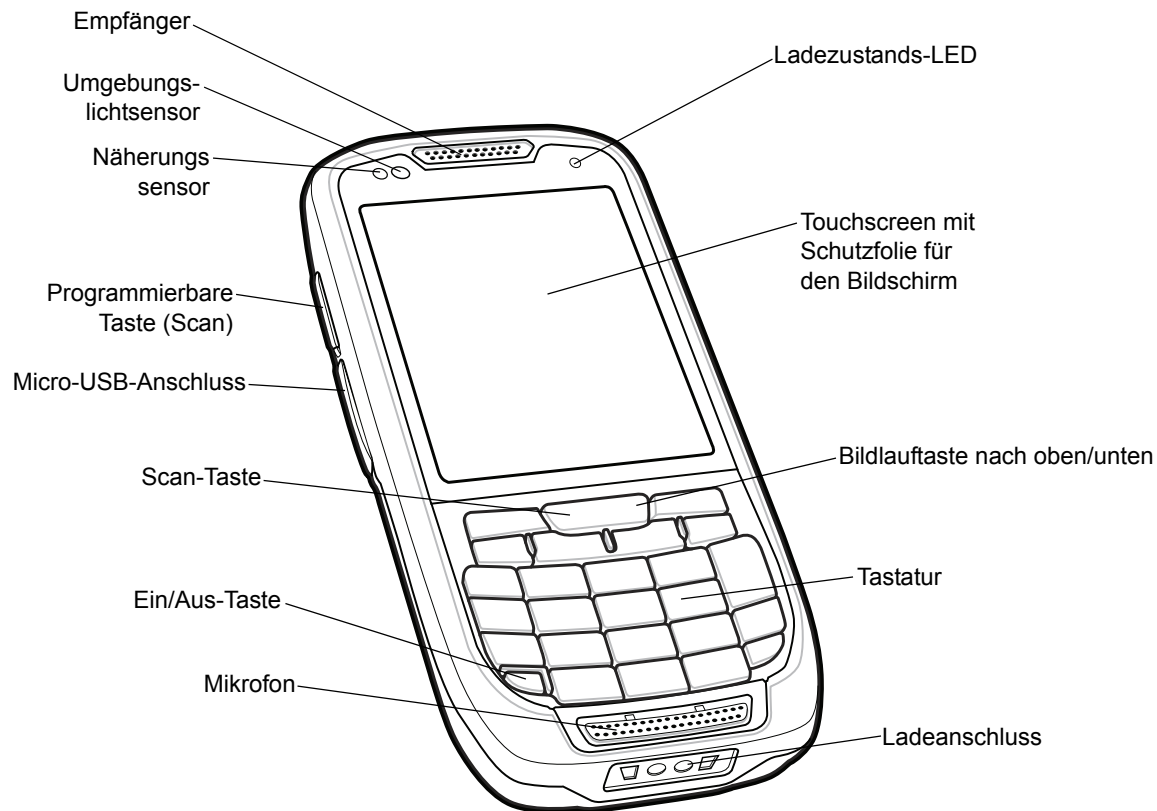 Empfänger
Umgebungs-
lichtsensor
Näherungs
sensor
Programmierbare
Taste (Scan)
Micro-USB-Anschluss
Scan-Taste
Ein/Aus-Taste
Mikrofon
Ladezustands-LED
Touchscreen mit
Schutzfolie für
den Bildschirm
Bildlauftaste nach oben/unten
Tastatur
Ladeanschluss